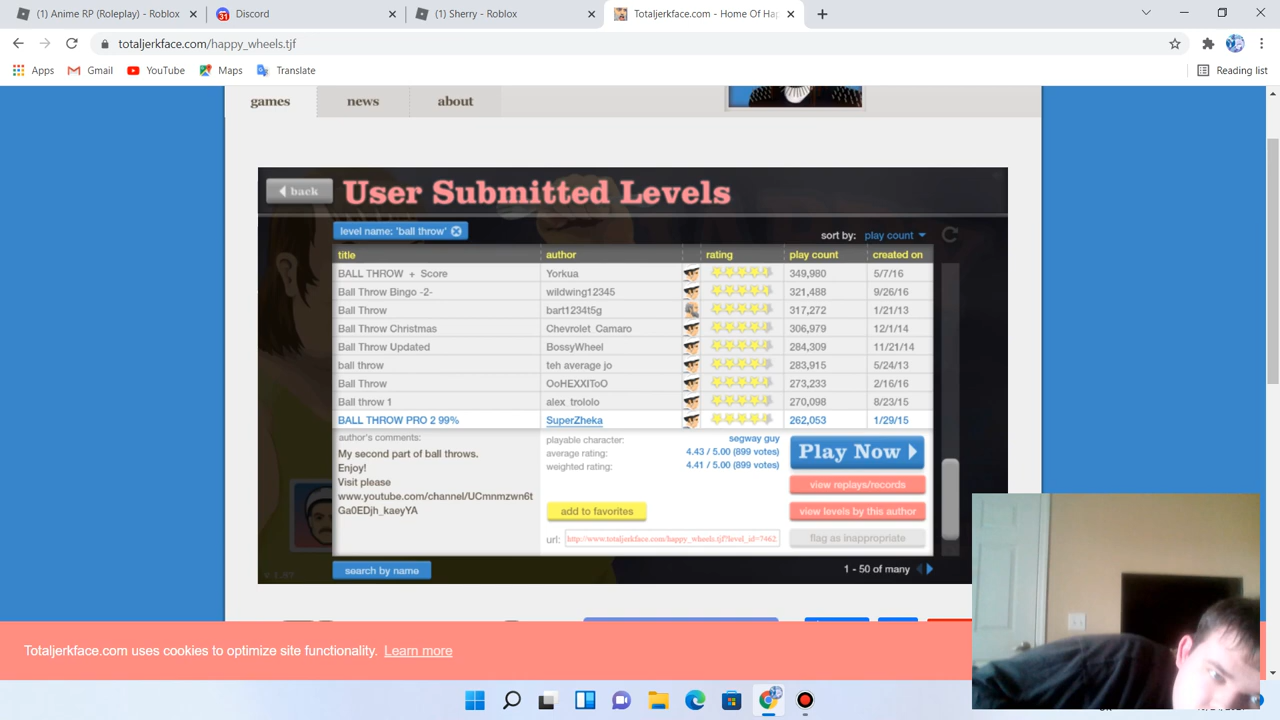 (1) Anime RP (Roleplay) - Roblox
31 Discord
(1) Sherry - Roblox
Totaljerkface.com - Home Of Ha
totaljerkface.com/happy_wheels.tjf
Apps Gmail YouTube Maps Translate Reading list
games news about
back User Submitted Levels
level name: 'ball throw' sort by: play count
title author rating play count created on
BALL THROW + Score Yorkua 349,980 5/7/16
Ball Throw Bingo -2- wildwing12345 321,488 9/26/16
Ball Throw bart1234t5g 317,272 1/21/13
Ball Throw Christmas Chevrolet Camaro 306,979 12/1/14
Ball Throw Updated BossyWheel 284,309 11/21/14
ball throw teh average jo 283,915 5/24/13
Ball Throw OoHEXXIToO 273,233 2/16/16
Ball throw 1 alex trololo 270,098 8/23/15
BALL THROW PRO 2 99% SuperZheka 262,053 1/29/15
author's comments:
My second part of ball throws.
Enjoy!
Visit please
www.youtube.com/channel/UCmnmzwn6t
Ga0EDjh_kaeyYA
playable character: segway guy
average rating: 4.43 / 5.00 (899 votes)
weighted rating: 4.41 / 5.00 (899 votes)
add to favorites
url: http://www.totaljerkface.com/happy_wheels.tjf?level_id=7462
Play Now
view replays/records
view levels by this author
flag as inappropriate
search by name 1 - 50 of many
Totaljerkface.com uses cookies to optimize site functionality. Learn more